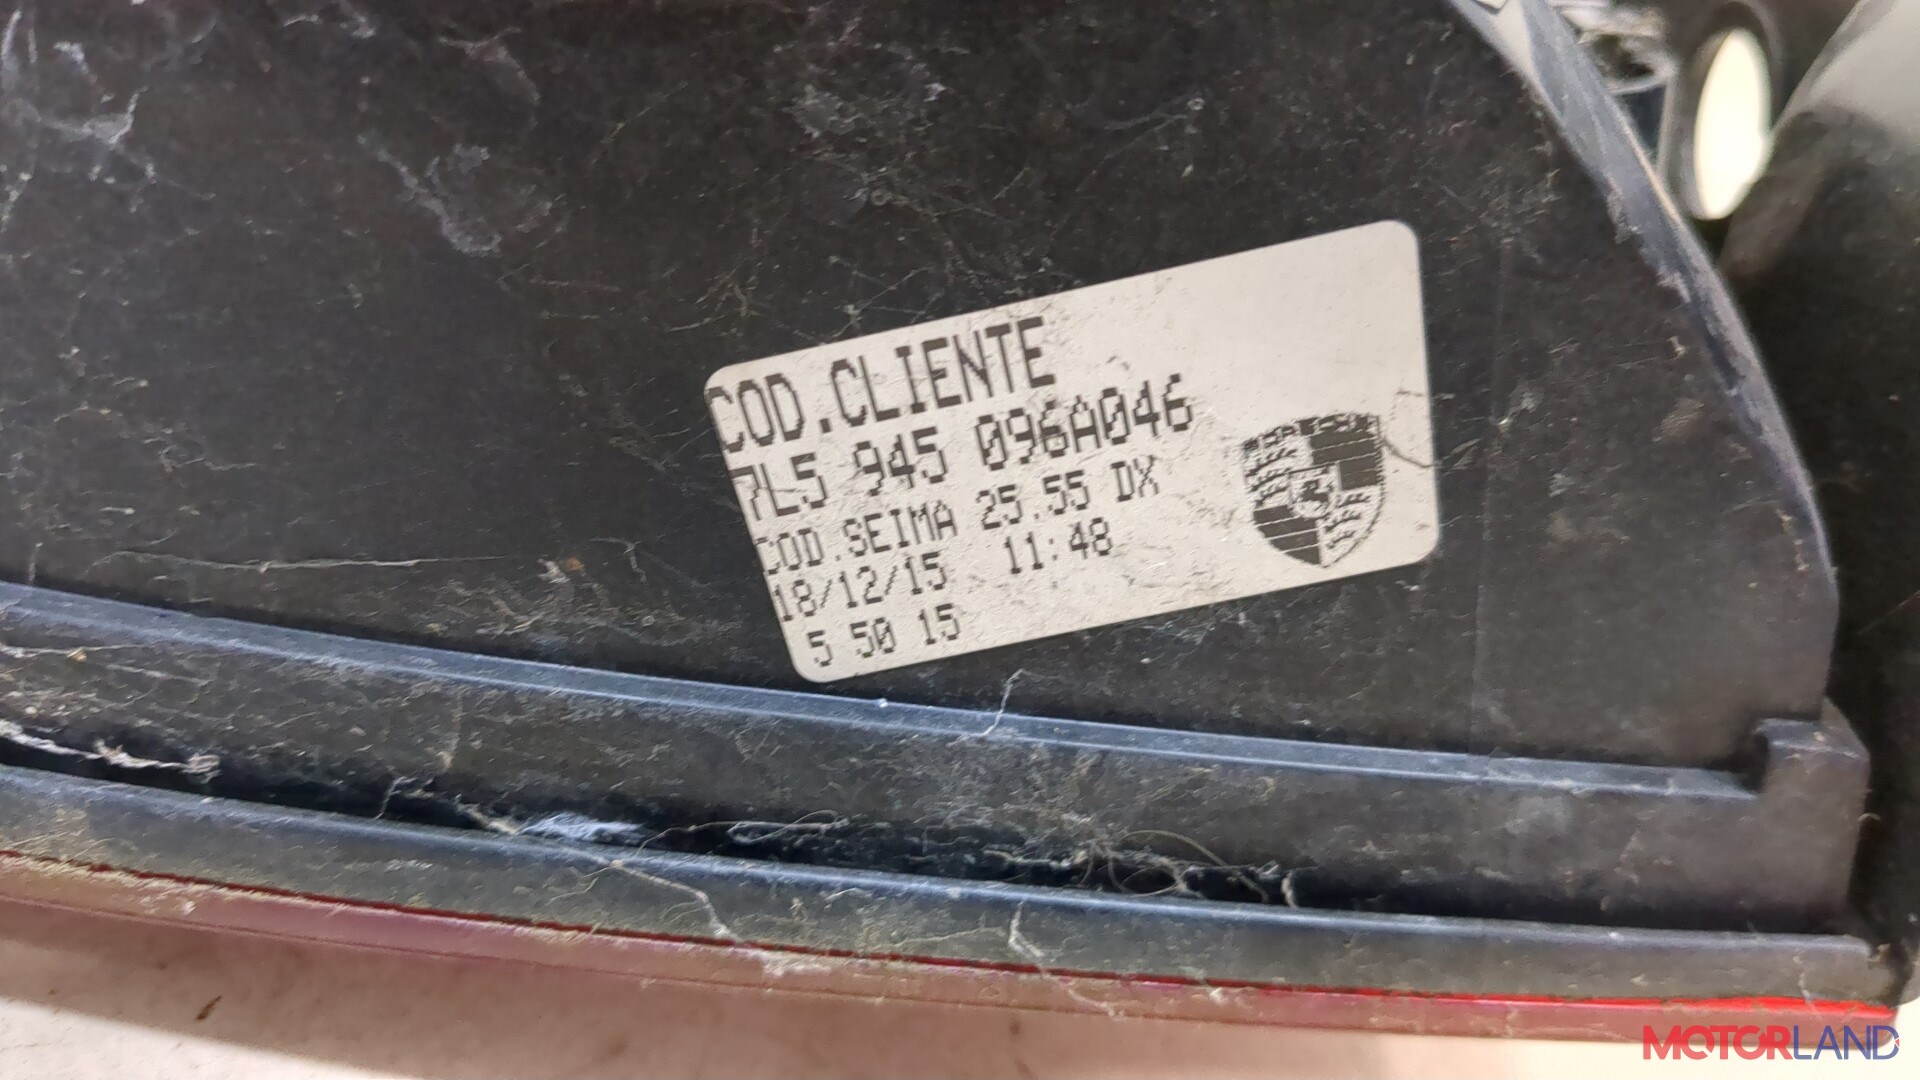 COD.CLIENTE
7L5 945 096A046
COD.SEIMA 25.55 DX
18/12/15 11:48
5 50 15
MOTORLAND